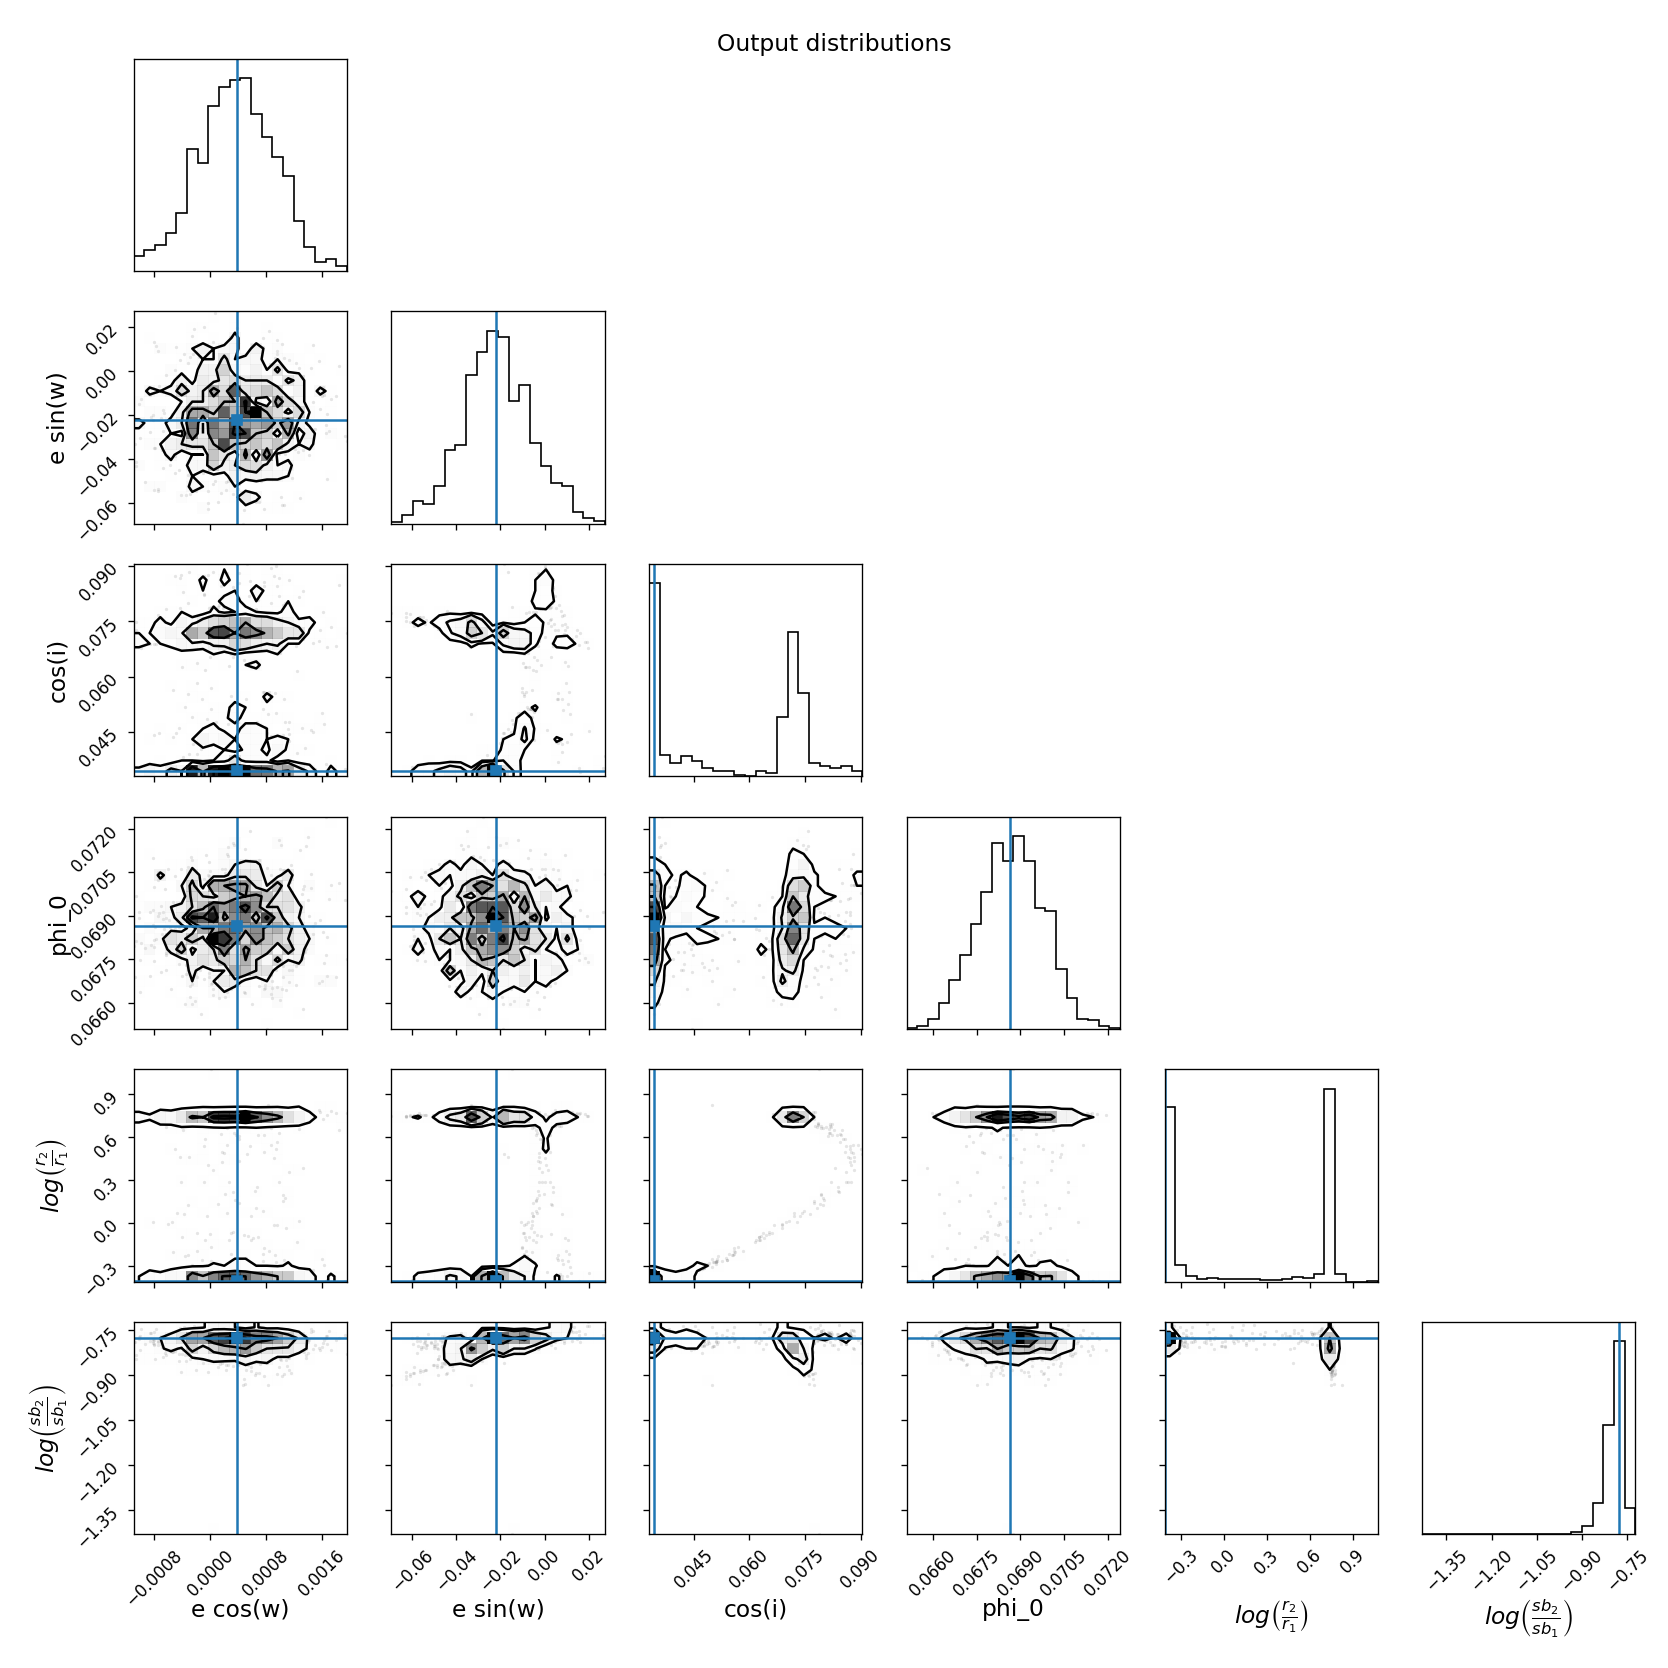 Output distributions
e sin(w)
0.02
0.00
−0.02
−0.04
−0.06
cos(i)
0.090
0.075
0.060
0.045
phi_0
0.0720
0.0705
0.0690
0.0675
0.0660
log(r2/r1)
0.9
0.6
0.3
0.0
−0.3
log(sb2/sb1)
−0.75
−0.90
−1.05
−1.20
−1.35
−0.0008 0.0000 0.0008 0.0016
e cos(w)
−0.06 −0.04 −0.02 0.00 0.02
e sin(w)
0.045 0.060 0.075 0.090
cos(i)
0.0660 0.0675 0.0690 0.0705 0.0720
phi_0
−0.3 0.0 0.3 0.6 0.9
log(r2/r1)
−1.35 −1.20 −1.05 −0.90 −0.75
log(sb2/sb1)